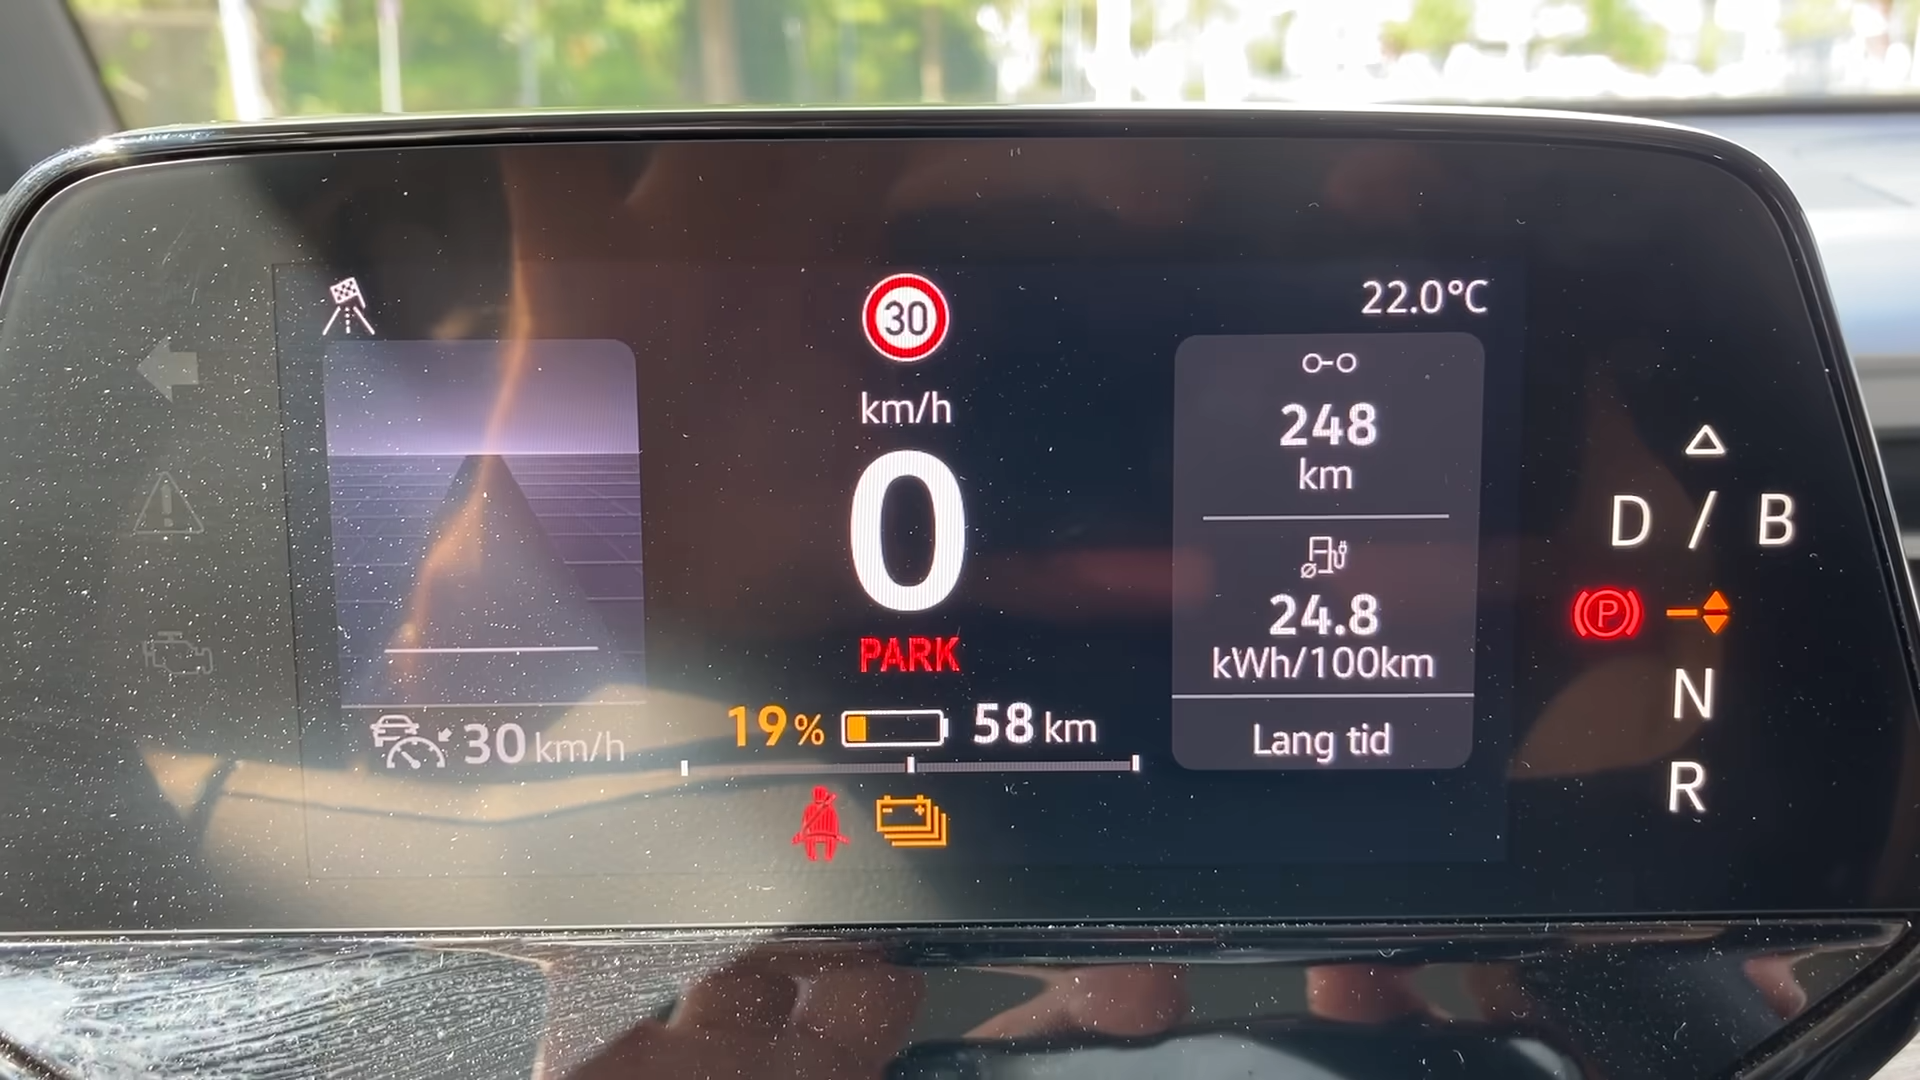 30
22.0°C
km/h
0
PARK
248
km
24.8
kWh/100km
Lang tid
30 km/h
19% 58 km
D / B
P
N
R